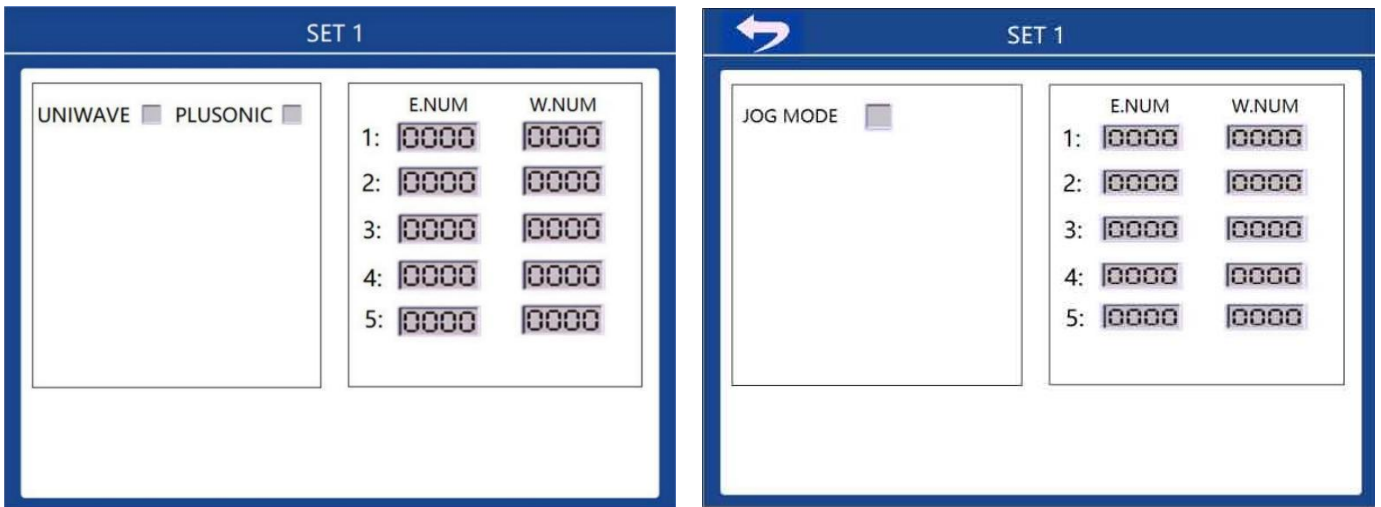 SET 1
UNIWAVE PLUSONIC
E.NUM W.NUM
1: 0000 0000
2: 0000 0000
3: 0000 0000
4: 0000 0000
5: 0000 0000
SET 1
JOG MODE
E.NUM W.NUM
1: 0000 0000
2: 0000 0000
3: 0000 0000
4: 0000 0000
5: 0000 0000